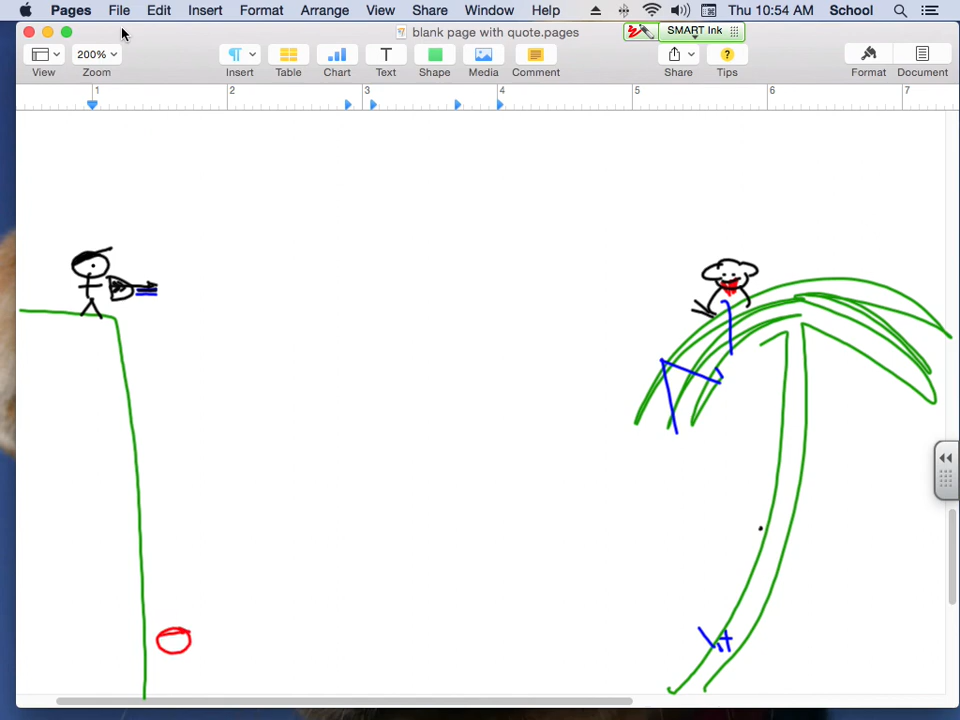 Pages File Edit Insert Format Arrange View Share Window Help Thu 10:54 AM School
blank page with quote.pages SMART Ink
200%
View Zoom Insert Table Chart Text Shape Media Comment Share Tips Format Document
1 2 3 4 5 6 7